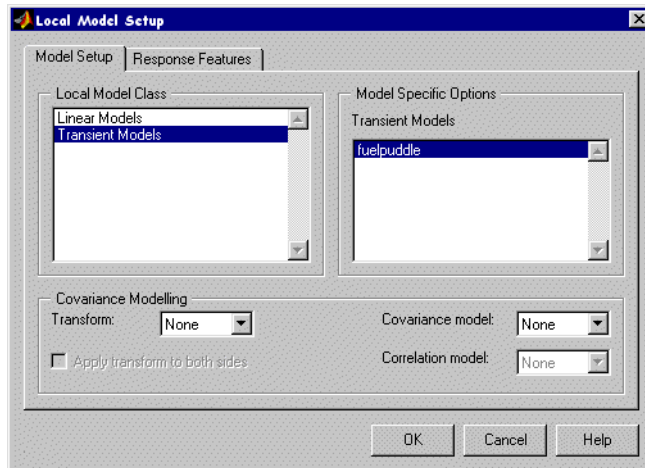 Local Model Setup
Model Setup
Response Features
Local Model Class
Linear Models
Transient Models
Model Specific Options
Transient Models
fuelpuddle
Covariance Modelling
Transform: None
Covariance model: None
Apply transform to both sides
Correlation model: None
OK Cancel Help